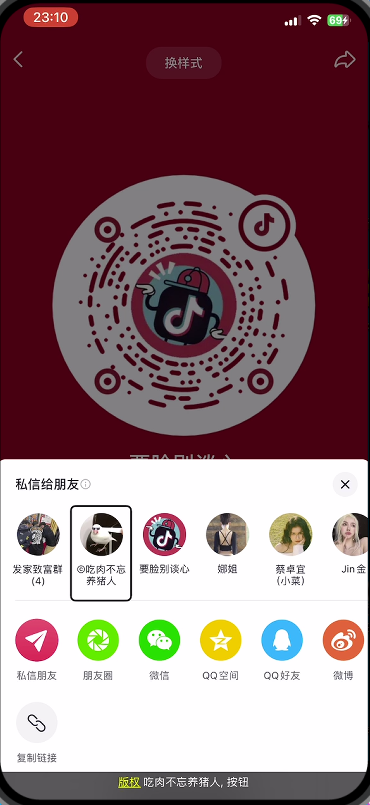 23:10
69
换样式
要脸别谈心
私信给朋友
发家致富群
(4)
©吃肉不忘
养猪人
要脸别谈心
娜姐
蔡卓宜
(小菜)
Jin 金
私信朋友
朋友圈
微信
QQ空间
QQ好友
微博
复制链接
版权 吃肉不忘养猪人, 按钮